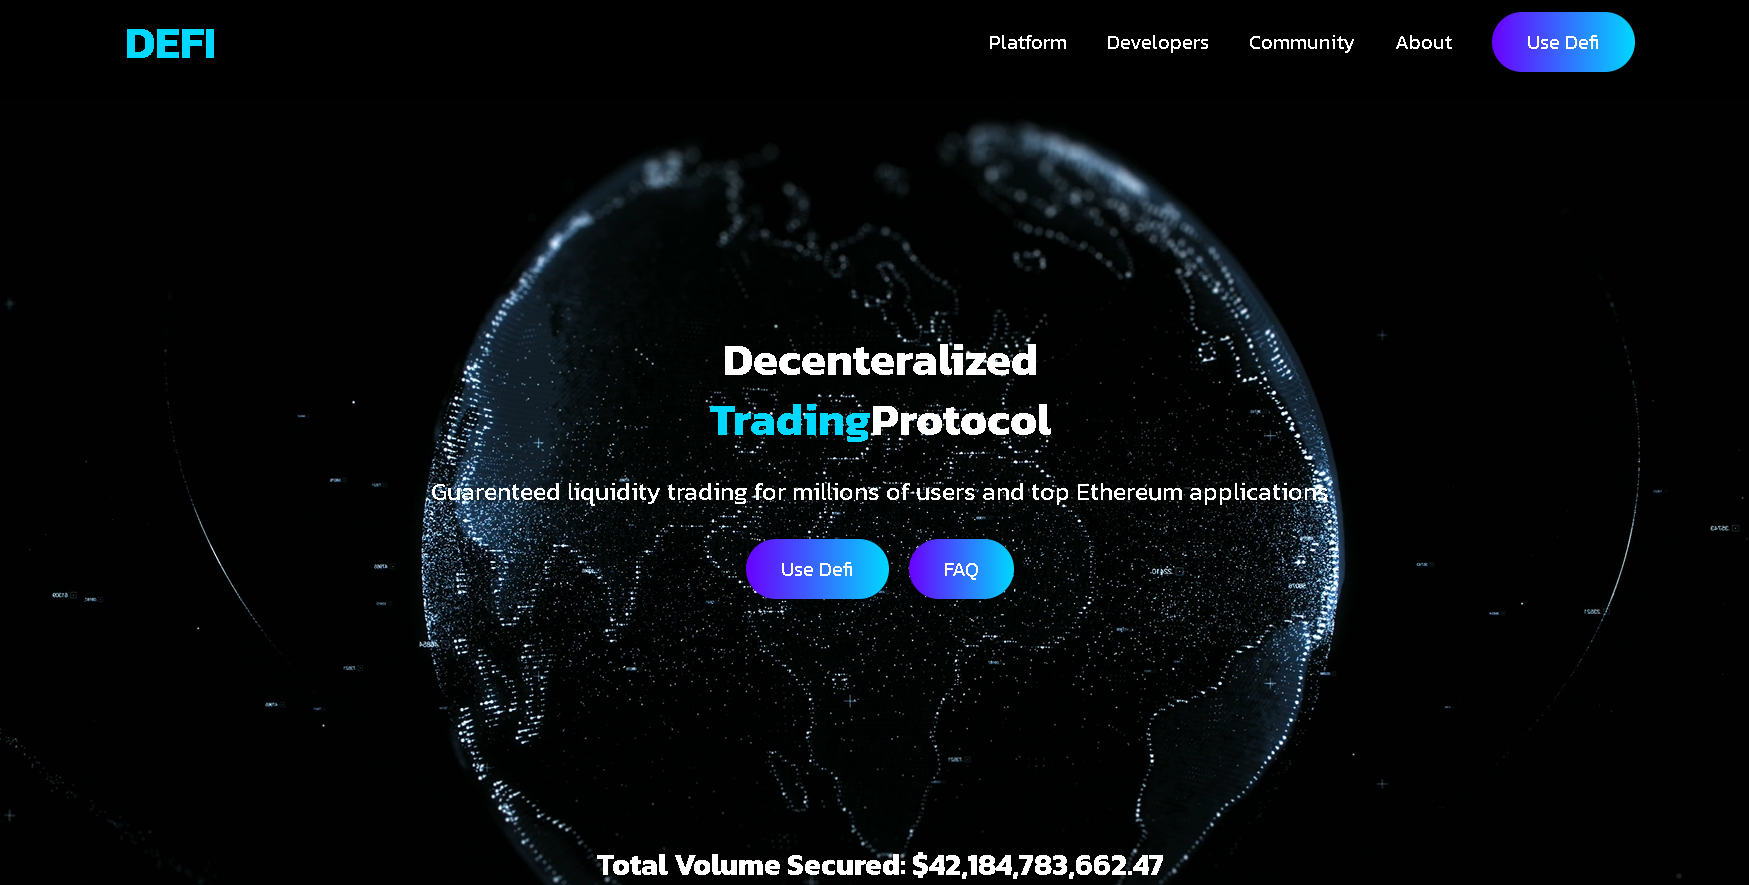 DEFI
Platform Developers Community About Use Defi
Decenteralized
TradingProtocol
Guarenteed liquidity trading for millions of users and top Ethereum applications
Use Defi FAQ
Total Volume Secured: $42,184,783,662.47